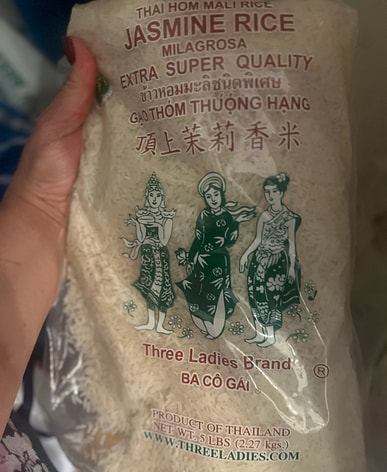 THAI HOM MALI RICE
JASMINE RICE
MILAGROSA
EXTRA SUPER QUALITY
ข้าวหอมมะลิชนิดพิเศษ
GẠO THƠM THƯỢNG HẠNG
頂上茉莉香米
Three Ladies Brand ®
BA CÔ GÁI
PRODUCT OF THAILAND
NET WT. 5 LBS (2.27 kgs.)
WWW.THREELADIES.COM